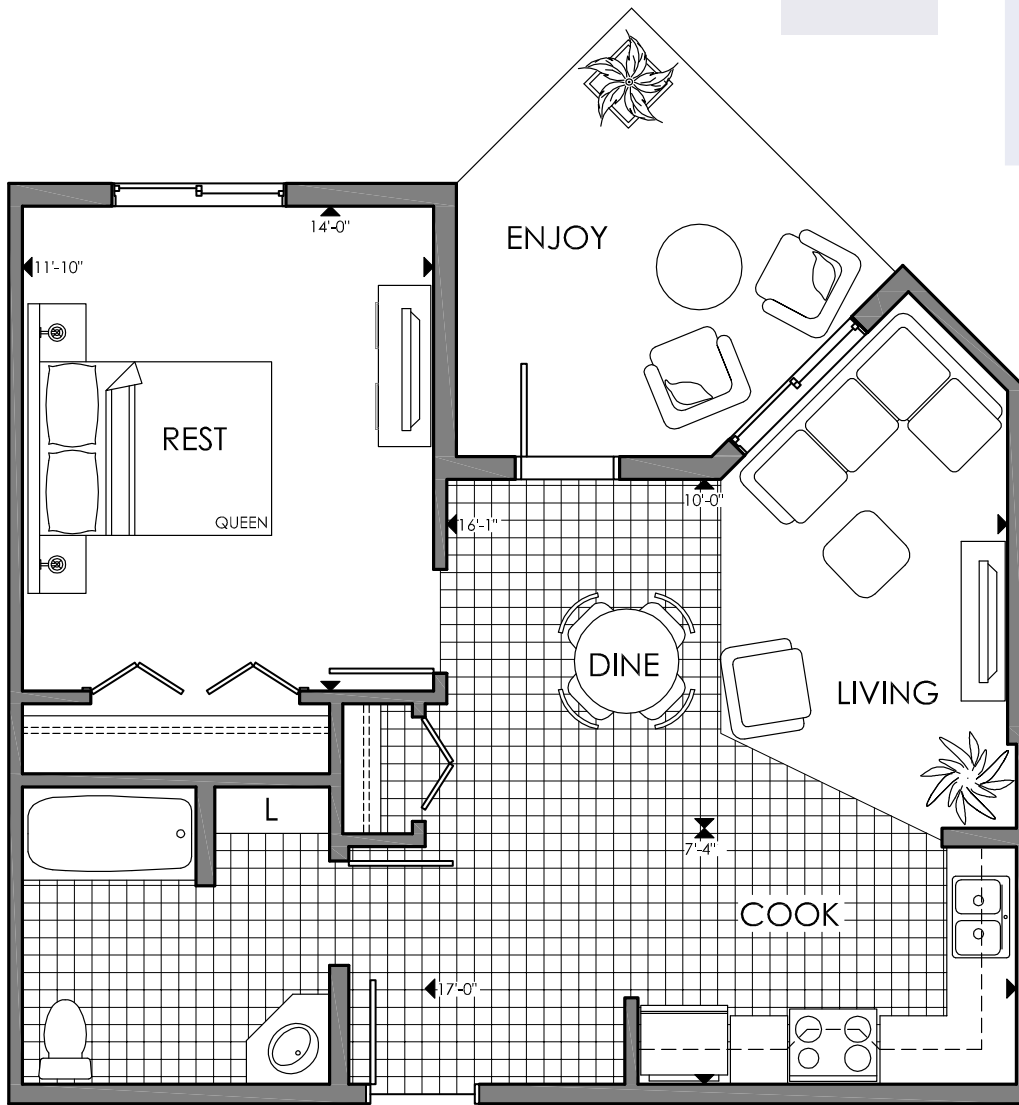 ENJOY
14'-0"
11'-10"
REST
QUEEN
10'-0"
16'-1"
DINE
LIVING
L
7'-4"
COOK
17'-0"